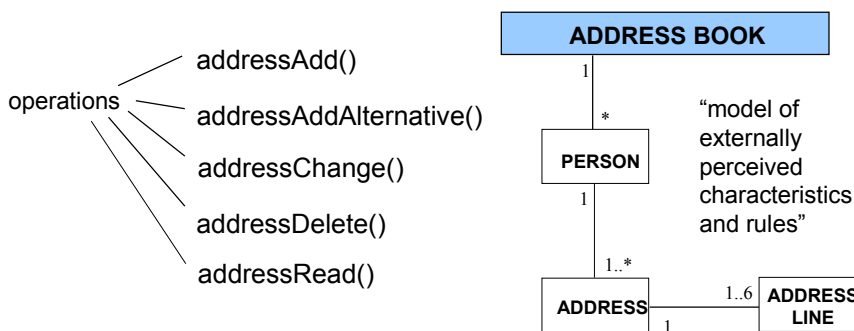 operations
addressAdd()
addressAddAlternative()
addressChange()
addressDelete()
addressRead()
ADDRESS BOOK
1
*
PERSON
1
1..*
ADDRESS
1
1..6
ADDRESS
LINE
“model of
externally
perceived
characteristics
and rules”